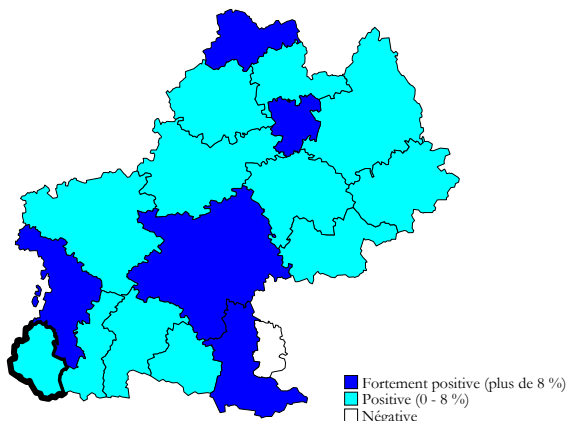 Fortement positive (plus de 8 %)
Positive (0 - 8 %)
Négative